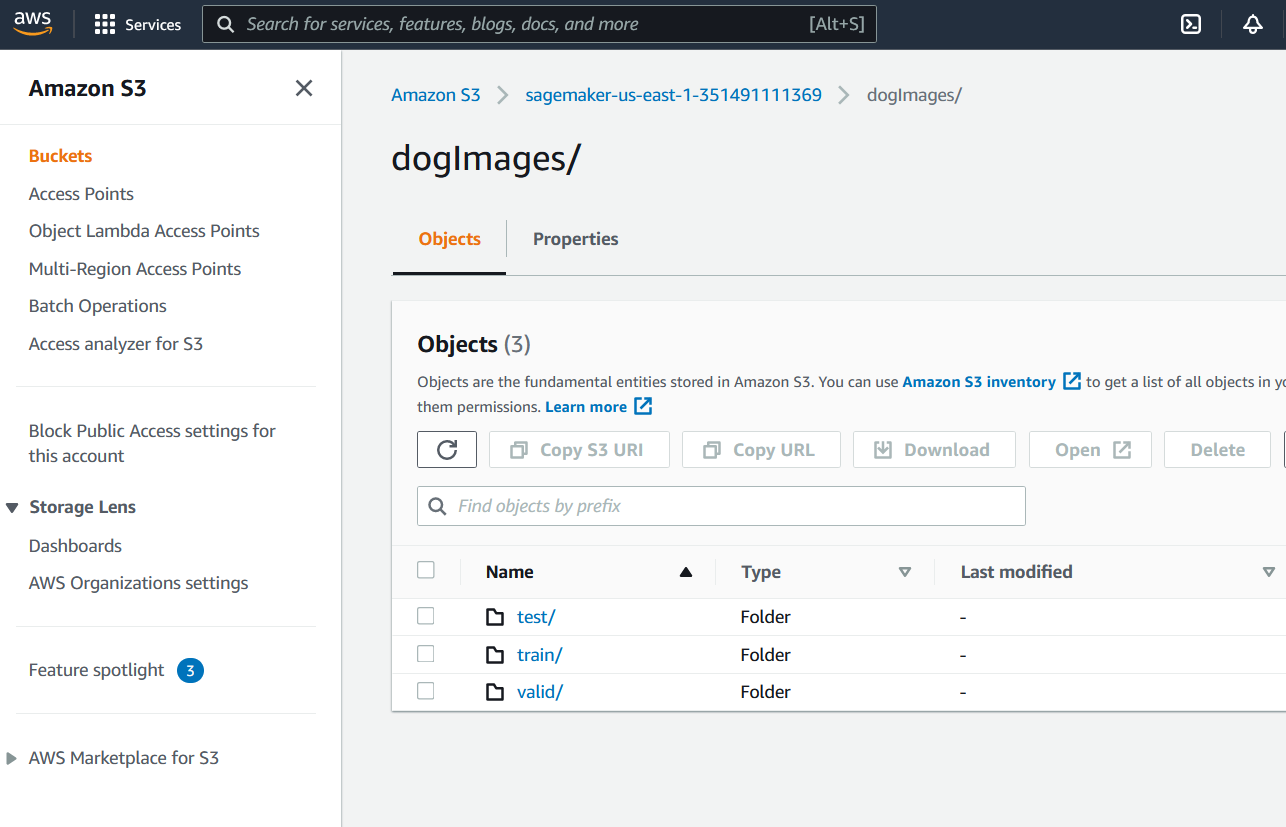 aws Services Search for services, features, blogs, docs, and more [Alt+S]
Amazon S3
Buckets
Access Points
Object Lambda Access Points
Multi-Region Access Points
Batch Operations
Access analyzer for S3
Block Public Access settings for
this account
Storage Lens
Dashboards
AWS Organizations settings
Feature spotlight 3
AWS Marketplace for S3
Amazon S3 sagemaker-us-east-1-351491111369 dogImages/
dogImages/
Objects Properties
Objects (3)
Objects are the fundamental entities stored in Amazon S3. You can use Amazon S3 inventory to get a list of all objects in
them permissions. Learn more
Copy S3 URI Copy URL Download Open Delete
Find objects by prefix
Name Type Last modified
test/ Folder -
train/ Folder -
valid/ Folder -